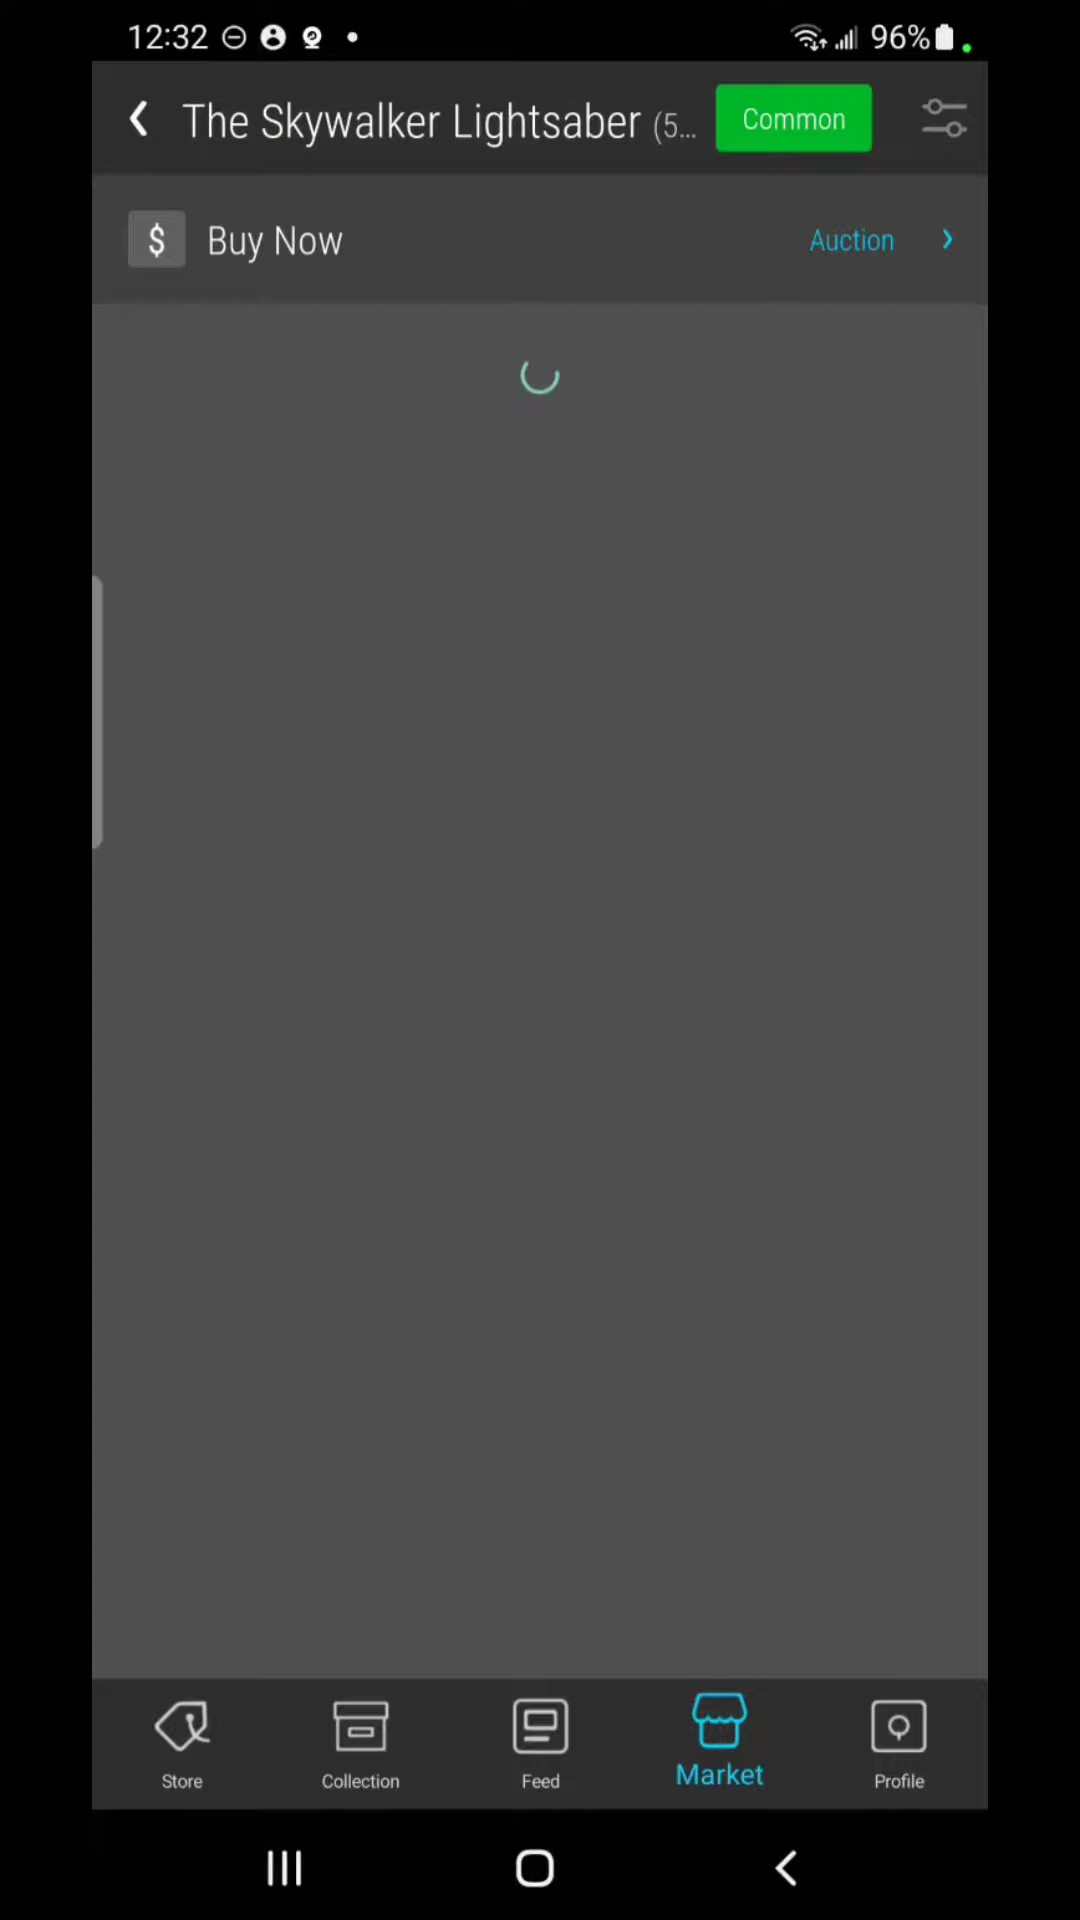 12:32
96%
The Skywalker Lightsaber (5...
Common
$ Buy Now
Auction
Store
Collection
Feed
Market
Profile